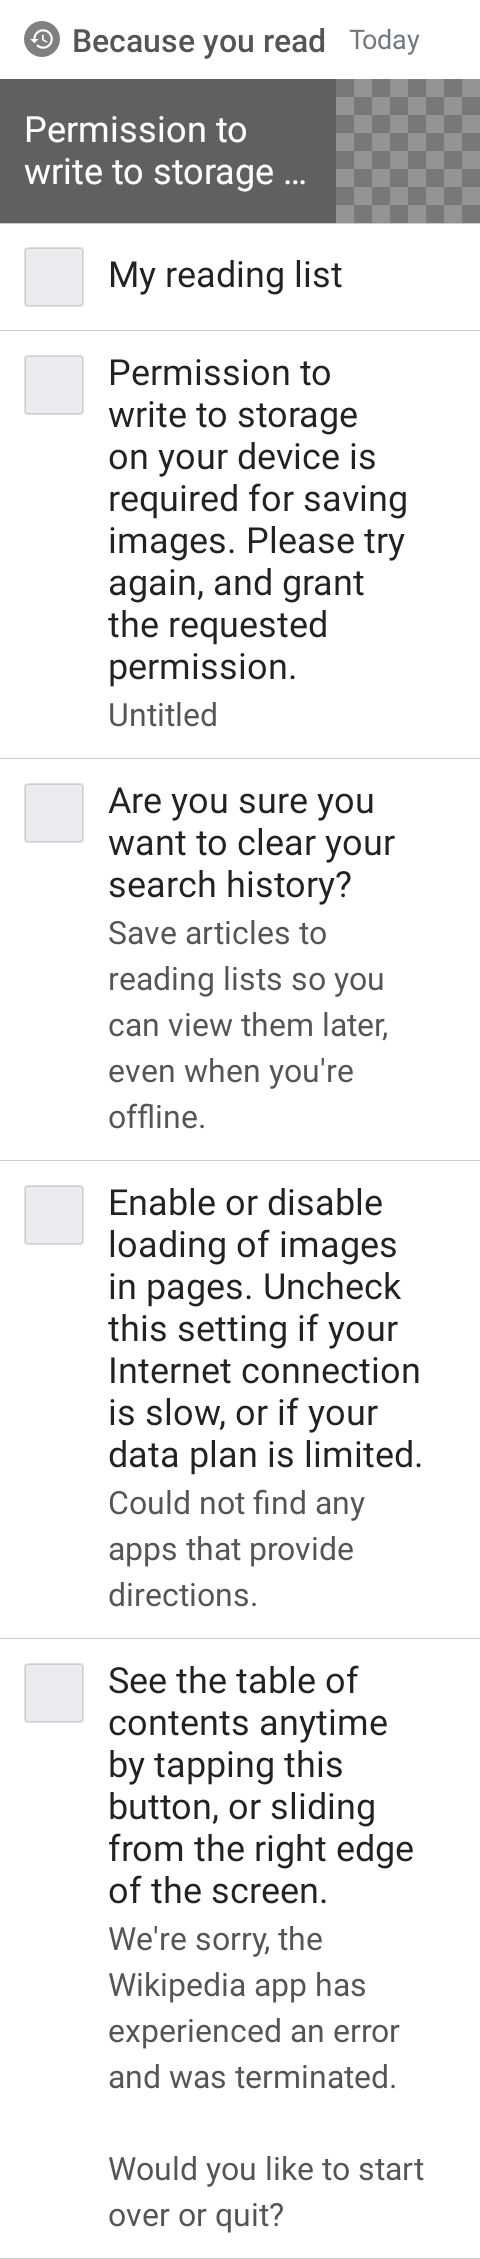 Because you read Today
Permission to
write to storage ...
My reading list
Permission to
write to storage
on your device is
required for saving
images. Please try
again, and grant
the requested
permission.
Untitled
Are you sure you
want to clear your
search history?
Save articles to
reading lists so you
can view them later,
even when you're
offline.
Enable or disable
loading of images
in pages. Uncheck
this setting if your
Internet connection
is slow, or if your
data plan is limited.
Could not find any
apps that provide
directions.
See the table of
contents anytime
by tapping this
button, or sliding
from the right edge
of the screen.
We're sorry, the
Wikipedia app has
experienced an error
and was terminated.
Would you like to start
over or quit?